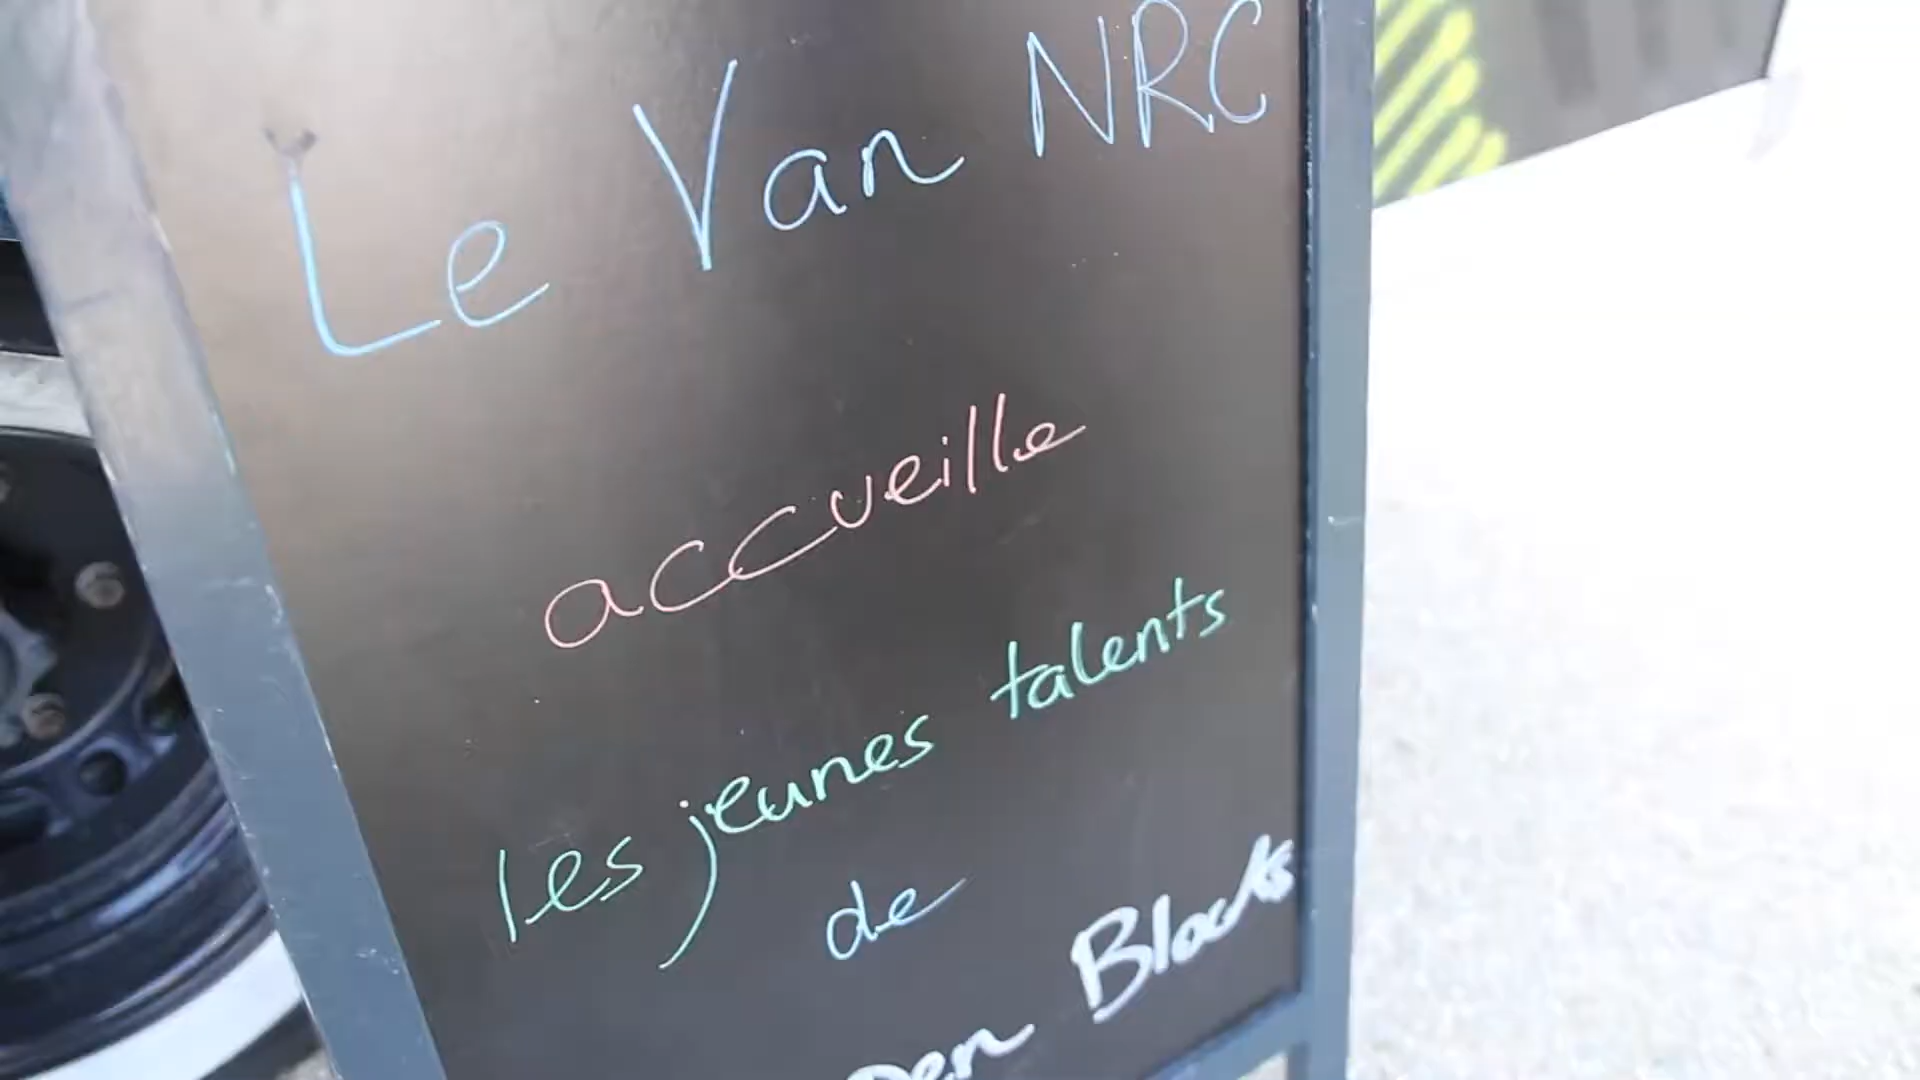 Le Van NRC
accueille
les jeunes talents
de
Blocks